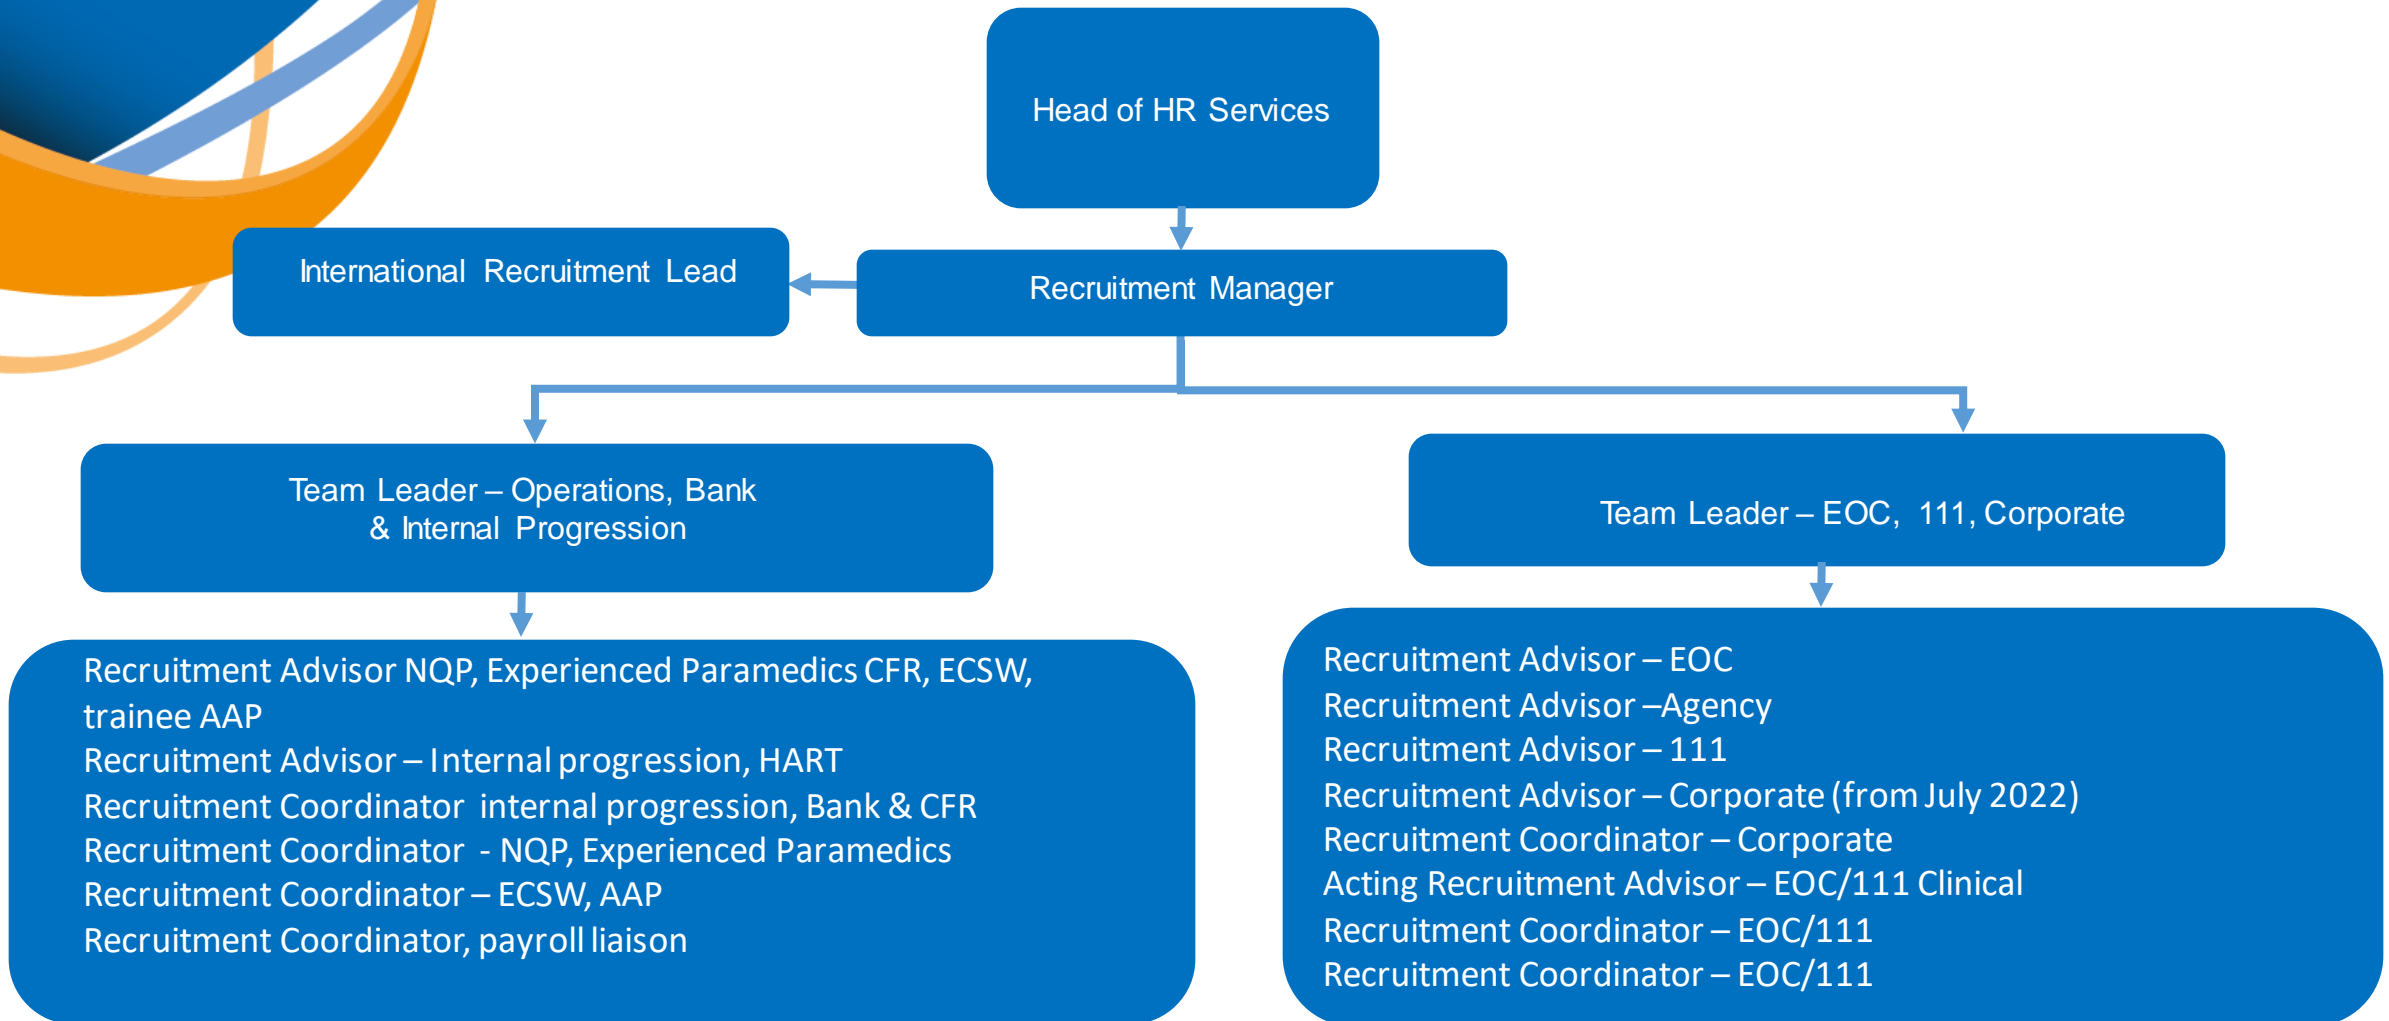 Head of HR Services
International Recruitment Lead
Recruitment Manager
Team Leader – Operations, Bank
& Internal Progression
Team Leader – EOC, 111, Corporate
Recruitment Advisor NQP, Experienced Paramedics CFR, ECSW,
trainee AAP
Recruitment Advisor – Internal progression, HART
Recruitment Coordinator internal progression, Bank & CFR
Recruitment Coordinator - NQP, Experienced Paramedics
Recruitment Coordinator – ECSW, AAP
Recruitment Coordinator, payroll liaison
Recruitment Advisor – EOC
Recruitment Advisor –Agency
Recruitment Advisor – 111
Recruitment Advisor – Corporate (from July 2022)
Recruitment Coordinator – Corporate
Acting Recruitment Advisor – EOC/111 Clinical
Recruitment Coordinator – EOC/111
Recruitment Coordinator – EOC/111